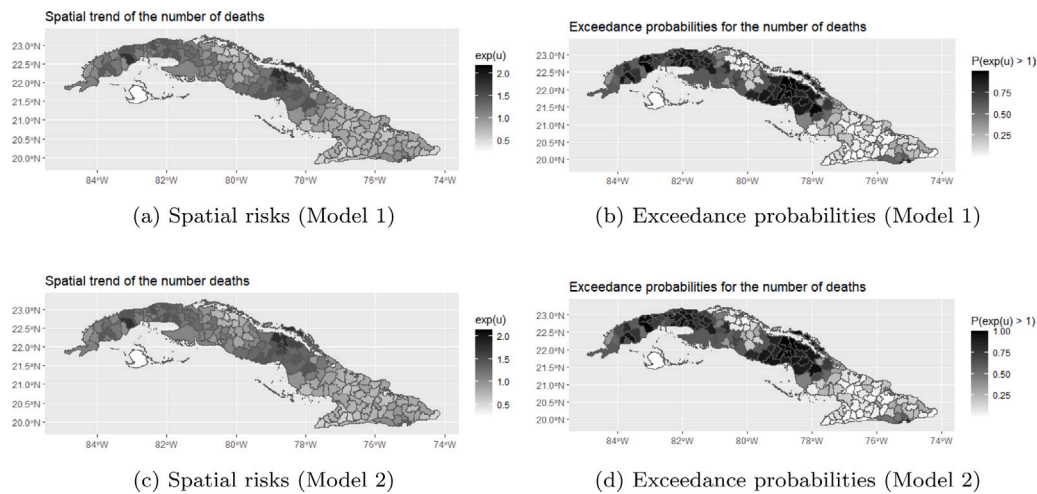 Spatial trend of the number of deaths
23.0°N
22.5°N
22.0°N
21.5°N
21.0°N
20.5°N
20.0°N
84°W 82°W 80°W 78°W 76°W 74°W
exp(u)
2.0
1.5
1.0
0.5
(a) Spatial risks (Model 1)
Exceedance probabilities for the number of deaths
23.0°N
22.5°N
22.0°N
21.5°N
21.0°N
20.5°N
20.0°N
84°W 82°W 80°W 78°W 76°W 74°W
P(exp(u) > 1)
0.75
0.50
0.25
(b) Exceedance probabilities (Model 1)
Spatial trend of the number deaths
23.0°N
22.5°N
22.0°N
21.5°N
21.0°N
20.5°N
20.0°N
84°W 82°W 80°W 78°W 76°W 74°W
exp(u)
2.0
1.5
1.0
0.5
(c) Spatial risks (Model 2)
Exceedance probabilities for the number of deaths
23.0°N
22.5°N
22.0°N
21.5°N
21.0°N
20.5°N
20.0°N
84°W 82°W 80°W 78°W 76°W 74°W
P(exp(u) > 1)
1.00
0.75
0.50
0.25
(d) Exceedance probabilities (Model 2)